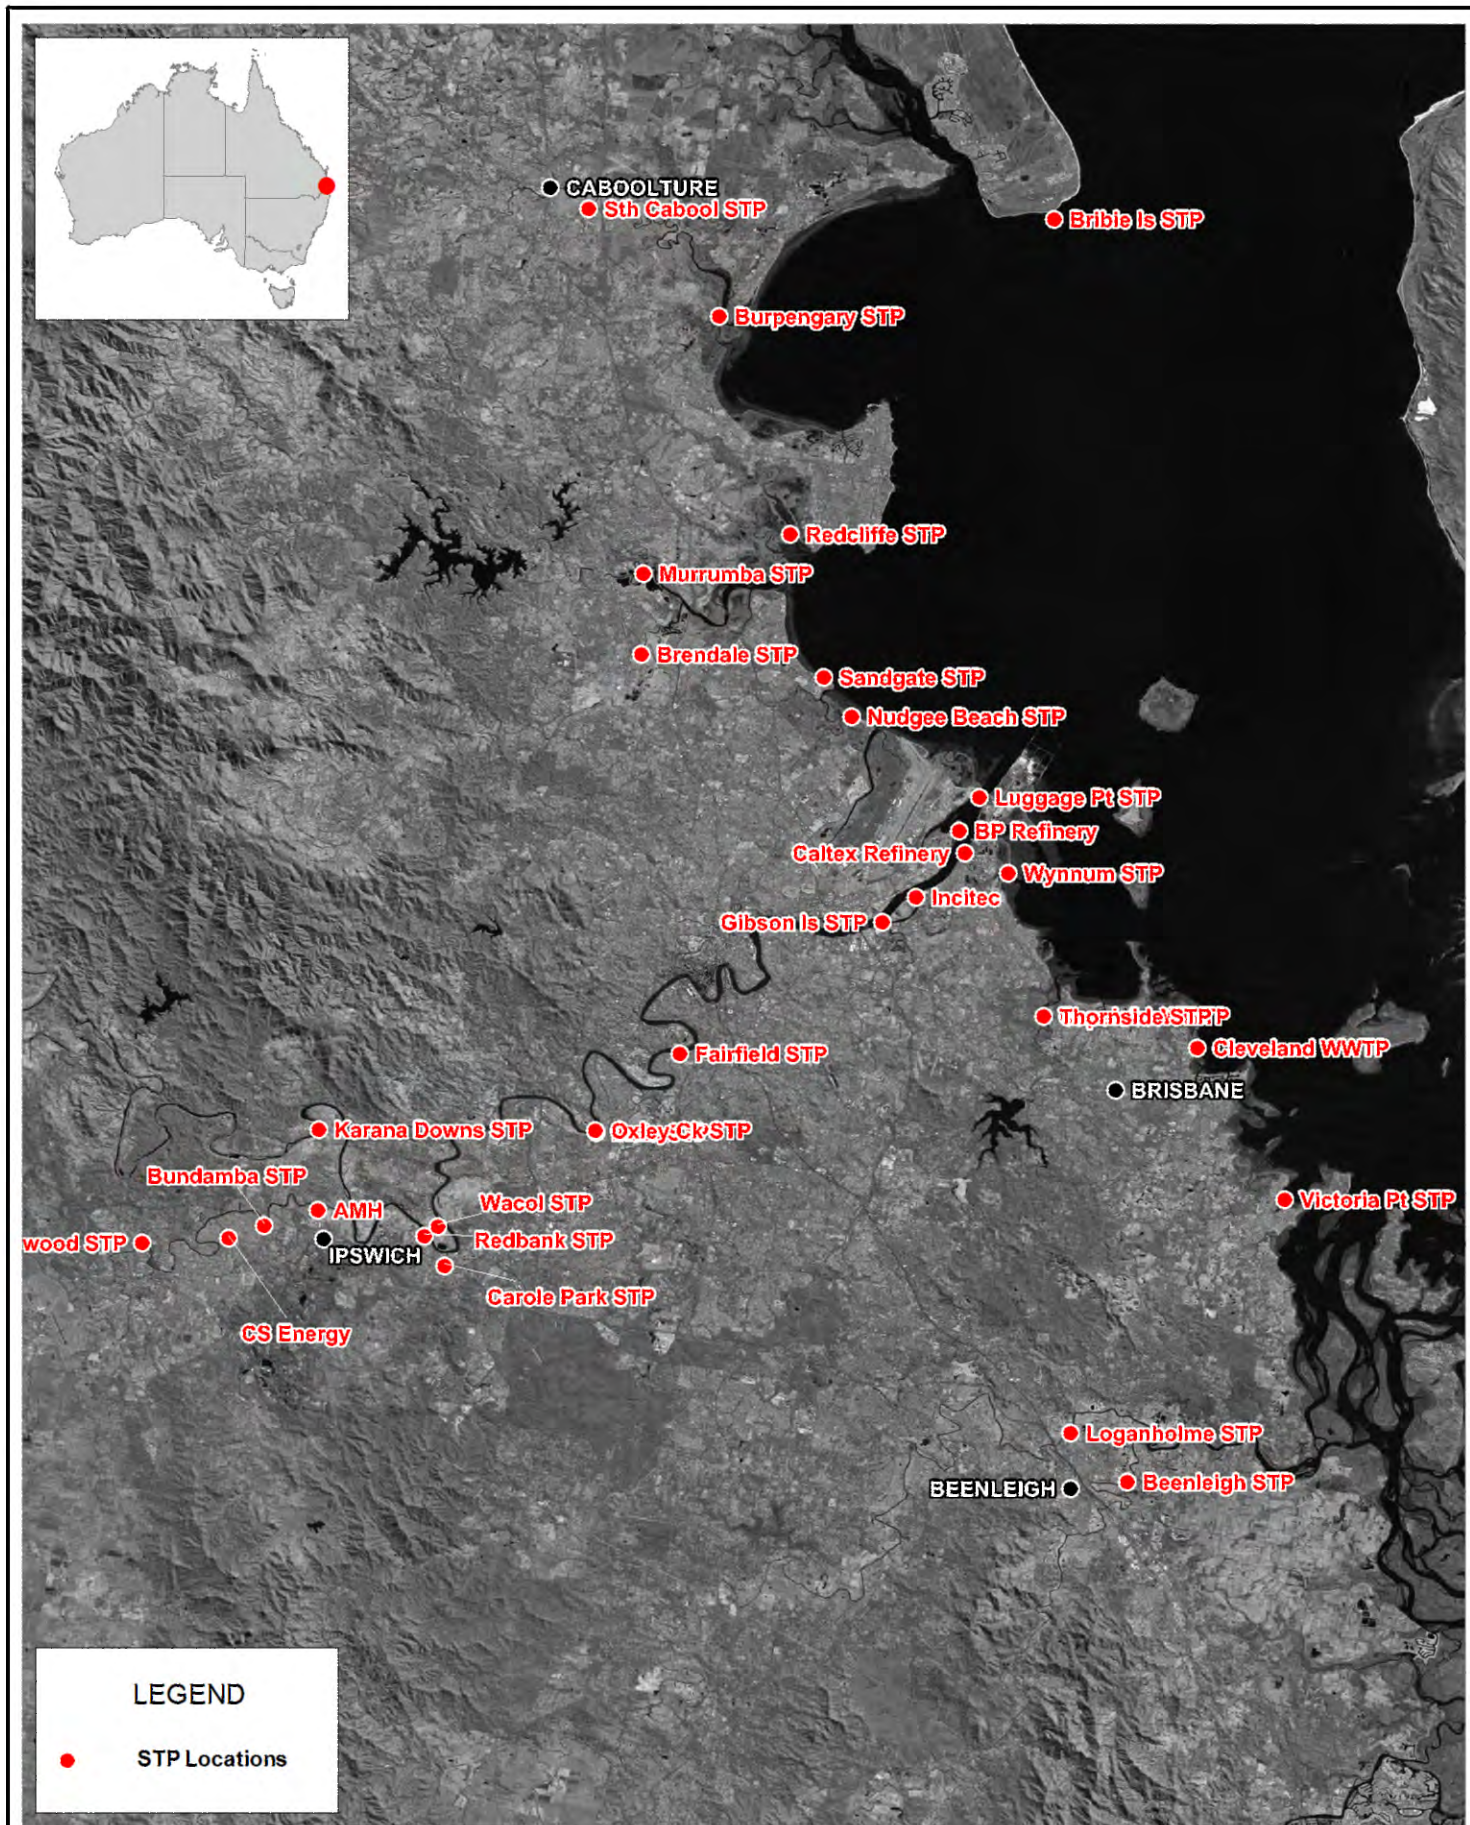 CABOOLTURE
Sth Cabool STP
Bribie Is STP
Burpengary STP
Redcliffe STP
Murrumba STP
Brendale STP
Sandgate STP
Nudgee Beach STP
Luggage Pt STP
BP Refinery
Caltex Refinery
Wynnum STP
Incitec
Gibson Is STP
Thornside STP
Cleveland WWTP
Fairfield STP
BRISBANE
Karana Downs STP
Oxley Ck STP
Bundamba STP
Wacol STP
Victoria Pt STP
AMH
wood STP
Redbank STP
IPSWICH
Carole Park STP
CS Energy
Loganholme STP
Beenleigh STP
BEENLEIGH
LEGEND
STP Locations